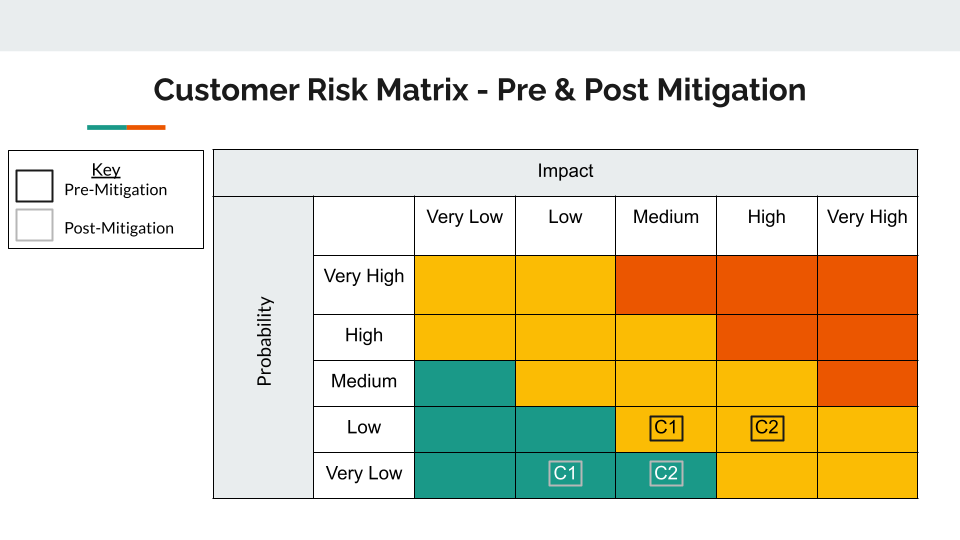 Customer Risk Matrix - Pre & Post Mitigation
Key
Pre-Mitigation
Post-Mitigation
Impact
Probability
Very Low Low Medium High Very High
Very High
High
Medium
Low C1 C2
Very Low C1 C2